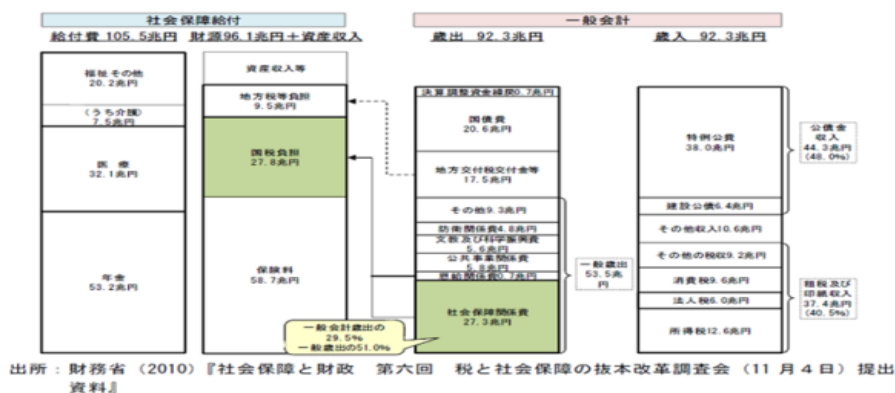 社会保障給付
一般会計
給付費 105.5兆円
財源96.1兆円＋資産収入
歳出 92.3兆円
歳入 92.3兆円
福祉その他
20.2兆円
(うち介護)
7.5兆円
医療
32.1兆円
年金
53.2兆円
資産収入等
地方税等負担
9.5兆円
国税負担
27.8兆円
保険料
58.7兆円
決算調整資金繰戻0.7兆円
国債費
20.6兆円
地方交付税交付金等
17.5兆円
その他9.3兆円
防衛関係費4.8兆円
文教及び科学振興費
5.6兆円
公共事業関係費
5.8兆円
恩給関係費0.7兆円
社会保障関係費
27.3兆円
一般会計歳出の
29.5%
一般歳出の51.0%
一般歳出
53.5兆
円
特例公費
38.0兆円
建設公債6.4兆円
その他収入10.6兆円
その他の税収9.2兆円
消費税9.6兆円
法人税6.0兆円
所得税12.6兆円
公債金
収入
44.3兆円
(48.0%)
租税及び
印紙収入
37.4兆円
(40.5%)
出所：財務省（2010）『社会保障と財政　第六回　税と社会保障の抜本改革調査会（11月4日）提出
資料』